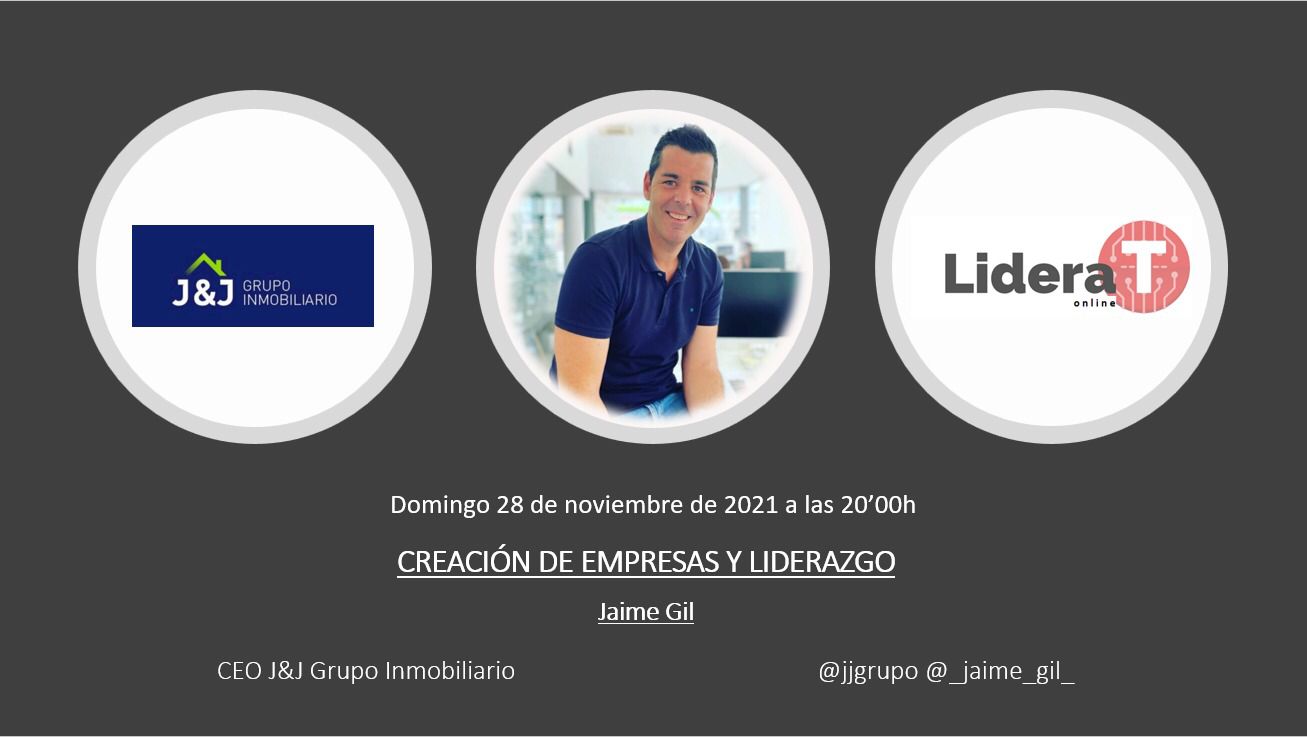 J&J GRUPO
INMOBILIARIO
LideraT
online
Domingo 28 de noviembre de 2021 a las 20’00h
CREACIÓN DE EMPRESAS Y LIDERAZGO
Jaime Gil
CEO J&J Grupo Inmobiliario
@jjgrupo @_jaime_gil_